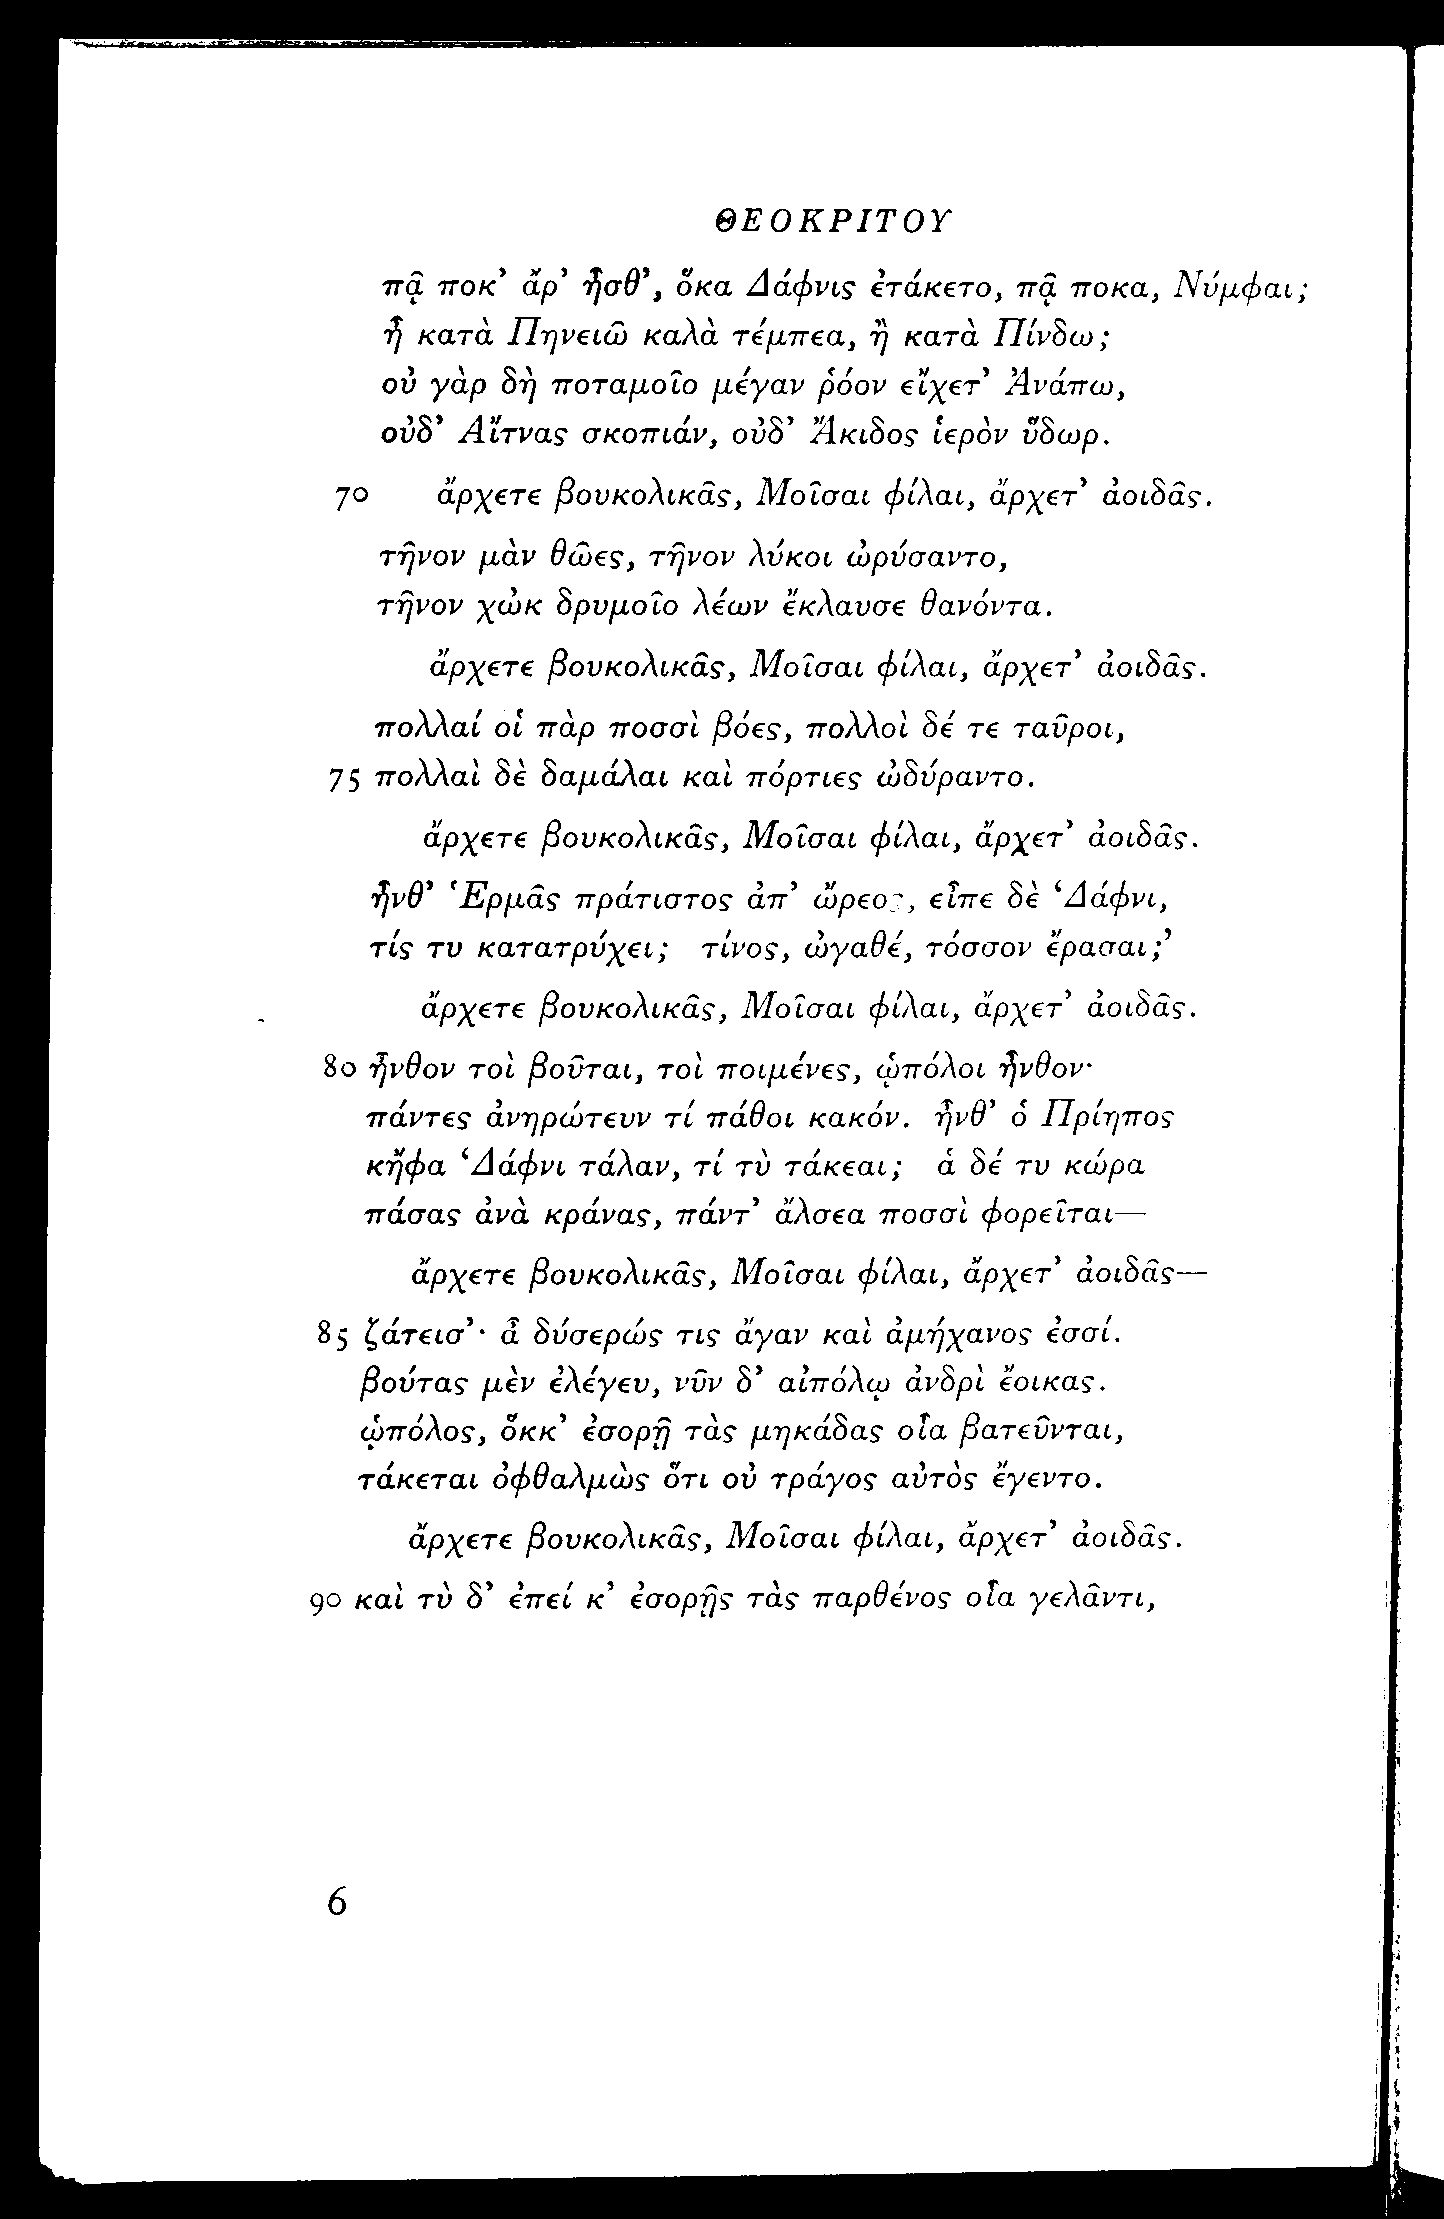 ΘΕΟΚΡΙΤΟΥ
πᾷ ποκ’ ἄρ’ ἦσθ’, ὅκα Δάφνις ἐτάκετο, πᾷ ποκα, Νύμφαι;
ἦ κατὰ Πηνειῶ καλὰ τέμπεα, ἢ κατὰ Πίνδω;
οὐ γὰρ δὴ ποταμοῖο μέγαν ῥόον εἴχετ’ Ἀνάπω,
οὐδ’ Αἴτνας σκοπιάν, οὐδ’ Ἄκιδος ἱερὸν ὕδωρ.
70 ἄρχετε βουκολικᾶς, Μοῖσαι φίλαι, ἄρχετ’ ἀοιδᾶς.
τῆνον μὰν θῶες, τῆνον λύκοι ὠρύσαντο,
τῆνον χὠκ δρυμοῖο λέων ἔκλαυσε θανόντα.
ἄρχετε βουκολικᾶς, Μοῖσαι φίλαι, ἄρχετ’ ἀοιδᾶς.
πολλαί οἱ πὰρ ποσσὶ βόες, πολλοὶ δέ τε ταῦροι,
75 πολλαὶ δὲ δαμάλαι καὶ πόρτιες ὠδύραντο.
ἄρχετε βουκολικᾶς, Μοῖσαι φίλαι, ἄρχετ’ ἀοιδᾶς.
ἦνθ’ Ἑρμᾶς πράτιστος ἀπ’ ὤρεος, εἶπε δὲ ‘Δάφνι,
τίς τυ κατατρύχει; τίνος, ὠγαθέ, τόσσον ἔρασαι;’
ἄρχετε βουκολικᾶς, Μοῖσαι φίλαι, ἄρχετ’ ἀοιδᾶς.
80 ἦνθον τοὶ βοῦται, τοὶ ποιμένες, ᾡπόλοι ἦνθον·
πάντες ἀνηρώτευν τί πάθοι κακόν. ἦνθ’ ὁ Πρίηπος
κἤφα ‘Δάφνι τάλαν, τί τὺ τάκεαι; ἁ δέ τυ κώρα
πάσας ἀνὰ κράνας, πάντ’ ἄλσεα ποσσὶ φορεῖται—
ἄρχετε βουκολικᾶς, Μοῖσαι φίλαι, ἄρχετ’ ἀοιδᾶς—
85 ζάτεισ’· ἆ δύσερώς τις ἄγαν καὶ ἀμήχανος ἐσσί.
βούτας μὲν ἐλέγευ, νῦν δ’ αἰπόλῳ ἀνδρὶ ἔοικας.
ᾡπόλος, ὅκκ’ ἐσορῇ τὰς μηκάδας οἷα βατεῦνται,
τάκεται ὀφθαλμὼς ὅτι οὐ τράγος αὐτὸς ἔγεντο.
ἄρχετε βουκολικᾶς, Μοῖσαι φίλαι, ἄρχετ’ ἀοιδᾶς.
90 καὶ τὺ δ’ ἐπεί κ’ ἐσορῇς τὰς παρθένος οἷα γελᾶντι,
6